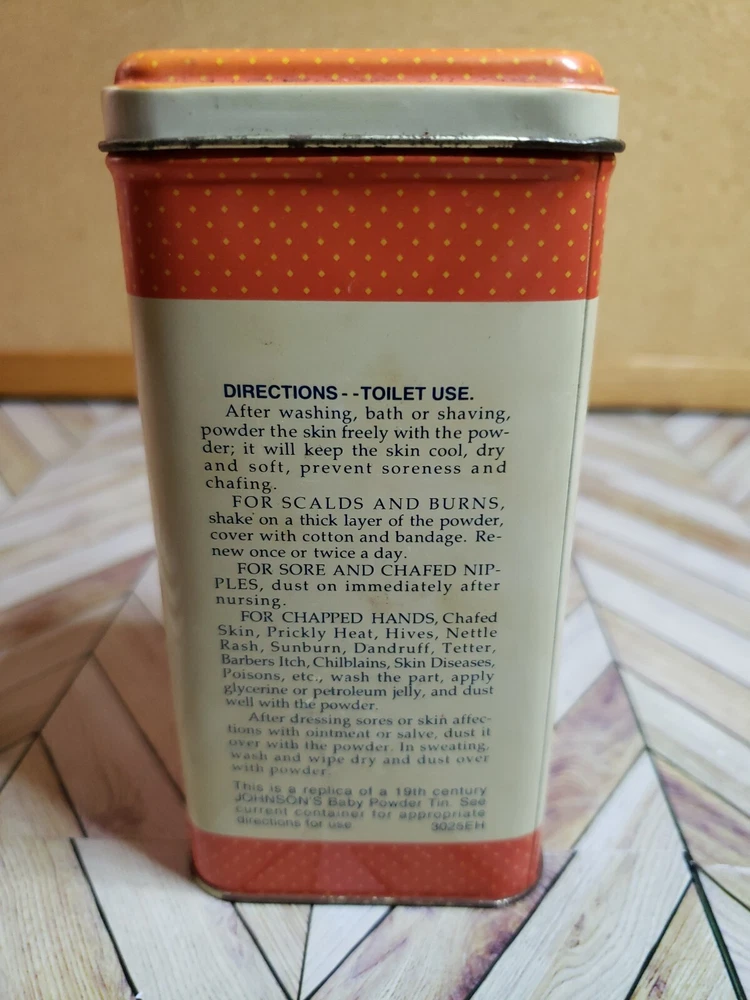 DIRECTIONS--TOILET USE.
After washing, bath or shaving,
powder the skin freely with the pow-
der; it will keep the skin cool, dry
and soft, prevent soreness and
chafing.
FOR SCALDS AND BURNS,
shake on a thick layer of the powder,
cover with cotton and bandage. Re-
new once or twice a day.
FOR SORE AND CHAFED NIP-
PLES, dust on immediately after
nursing.
FOR CHAPPED HANDS, Chafed
Skin, Prickly Heat, Hives, Nettle
Rash, Sunburn, Dandruff, Tetter,
Barbers Itch, Chilblains, Skin Diseases,
Poisons, etc., wash the part, apply
glycerine or petroleum jelly, and dust
well with the powder.
After dressing sores or skin affec-
tions with ointment or salve, dust it
over with the powder. In sweating,
wash and wipe dry and dust over
with powder.
This is a replica of a 19th century
JOHNSON'S Baby Powder Tin. See
current container for appropriate
directions for use 3025EH